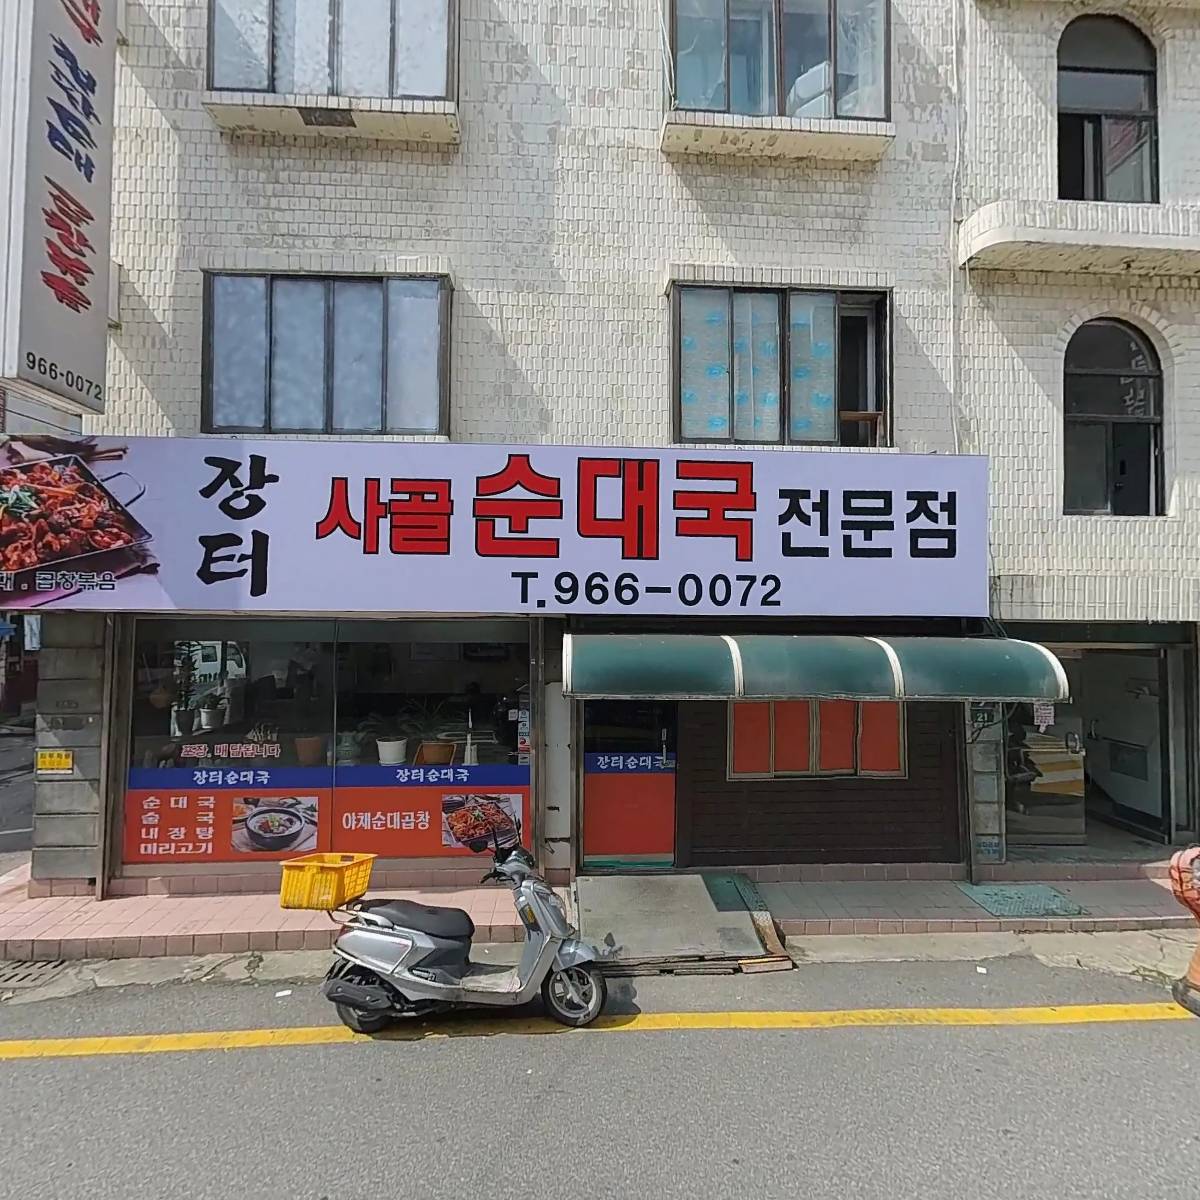 966-0072
장터
사골 순대국 전문점
T.966-0072
곱창볶음
포장, 배달됩니다
장터순대국
장터순대국
순대국
술국
내장탕
머리고기
야채순대곱창
장터순대국
21